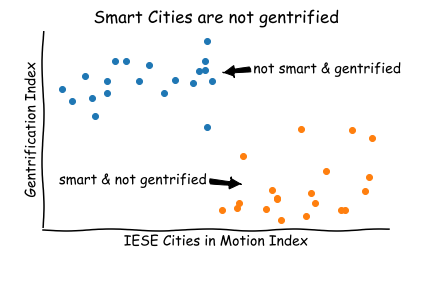 Smart Cities are not gentrified
not smart & gentrified
smart & not gentrified
Gentrification Index
IESE Cities in Motion Index